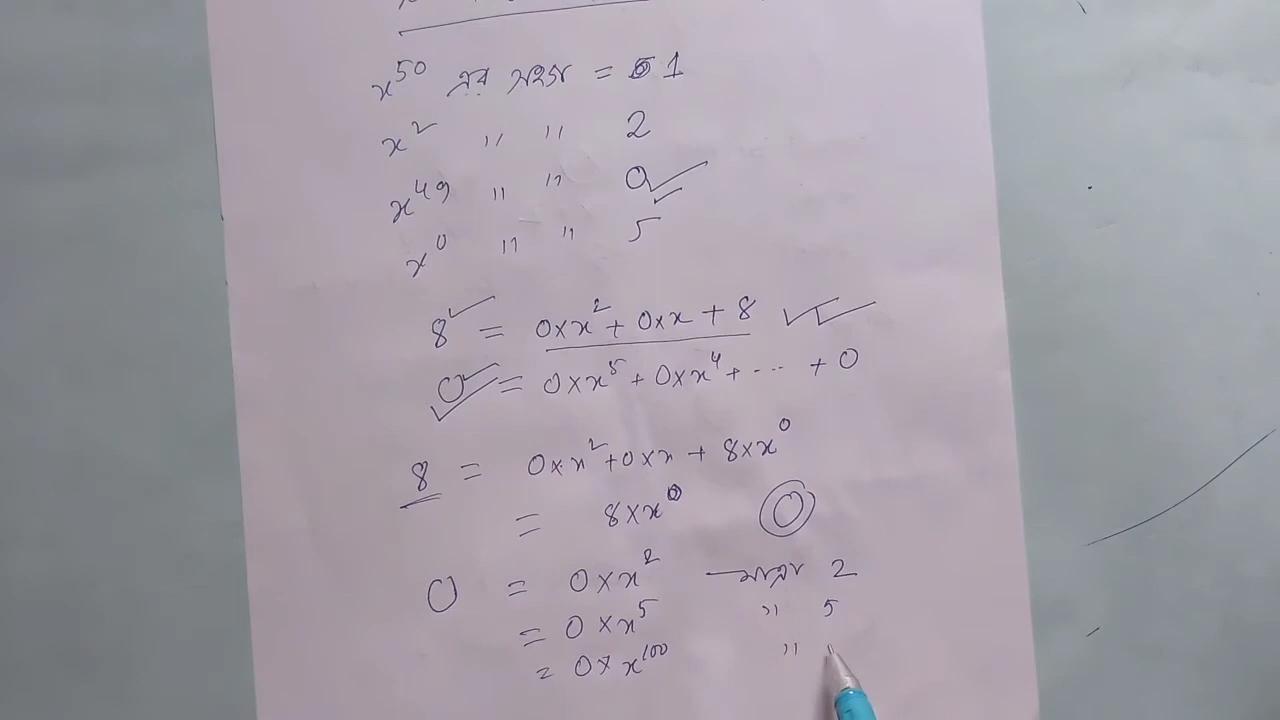 x^50 এর সহগ = 1
x^2 " " 2
x^49 " " 0
x^0 " " 5
8 = 0×x^2 + 0×x + 8
0 = 0×x^5 + 0×x^4 + ... + 0
8 = 0×x^2 + 0×x + 8×x^0
= 8×x^0 0
0 = 0×x^2 মাত্রা 2
= 0×x^5 " 5
= 0×x^100 "